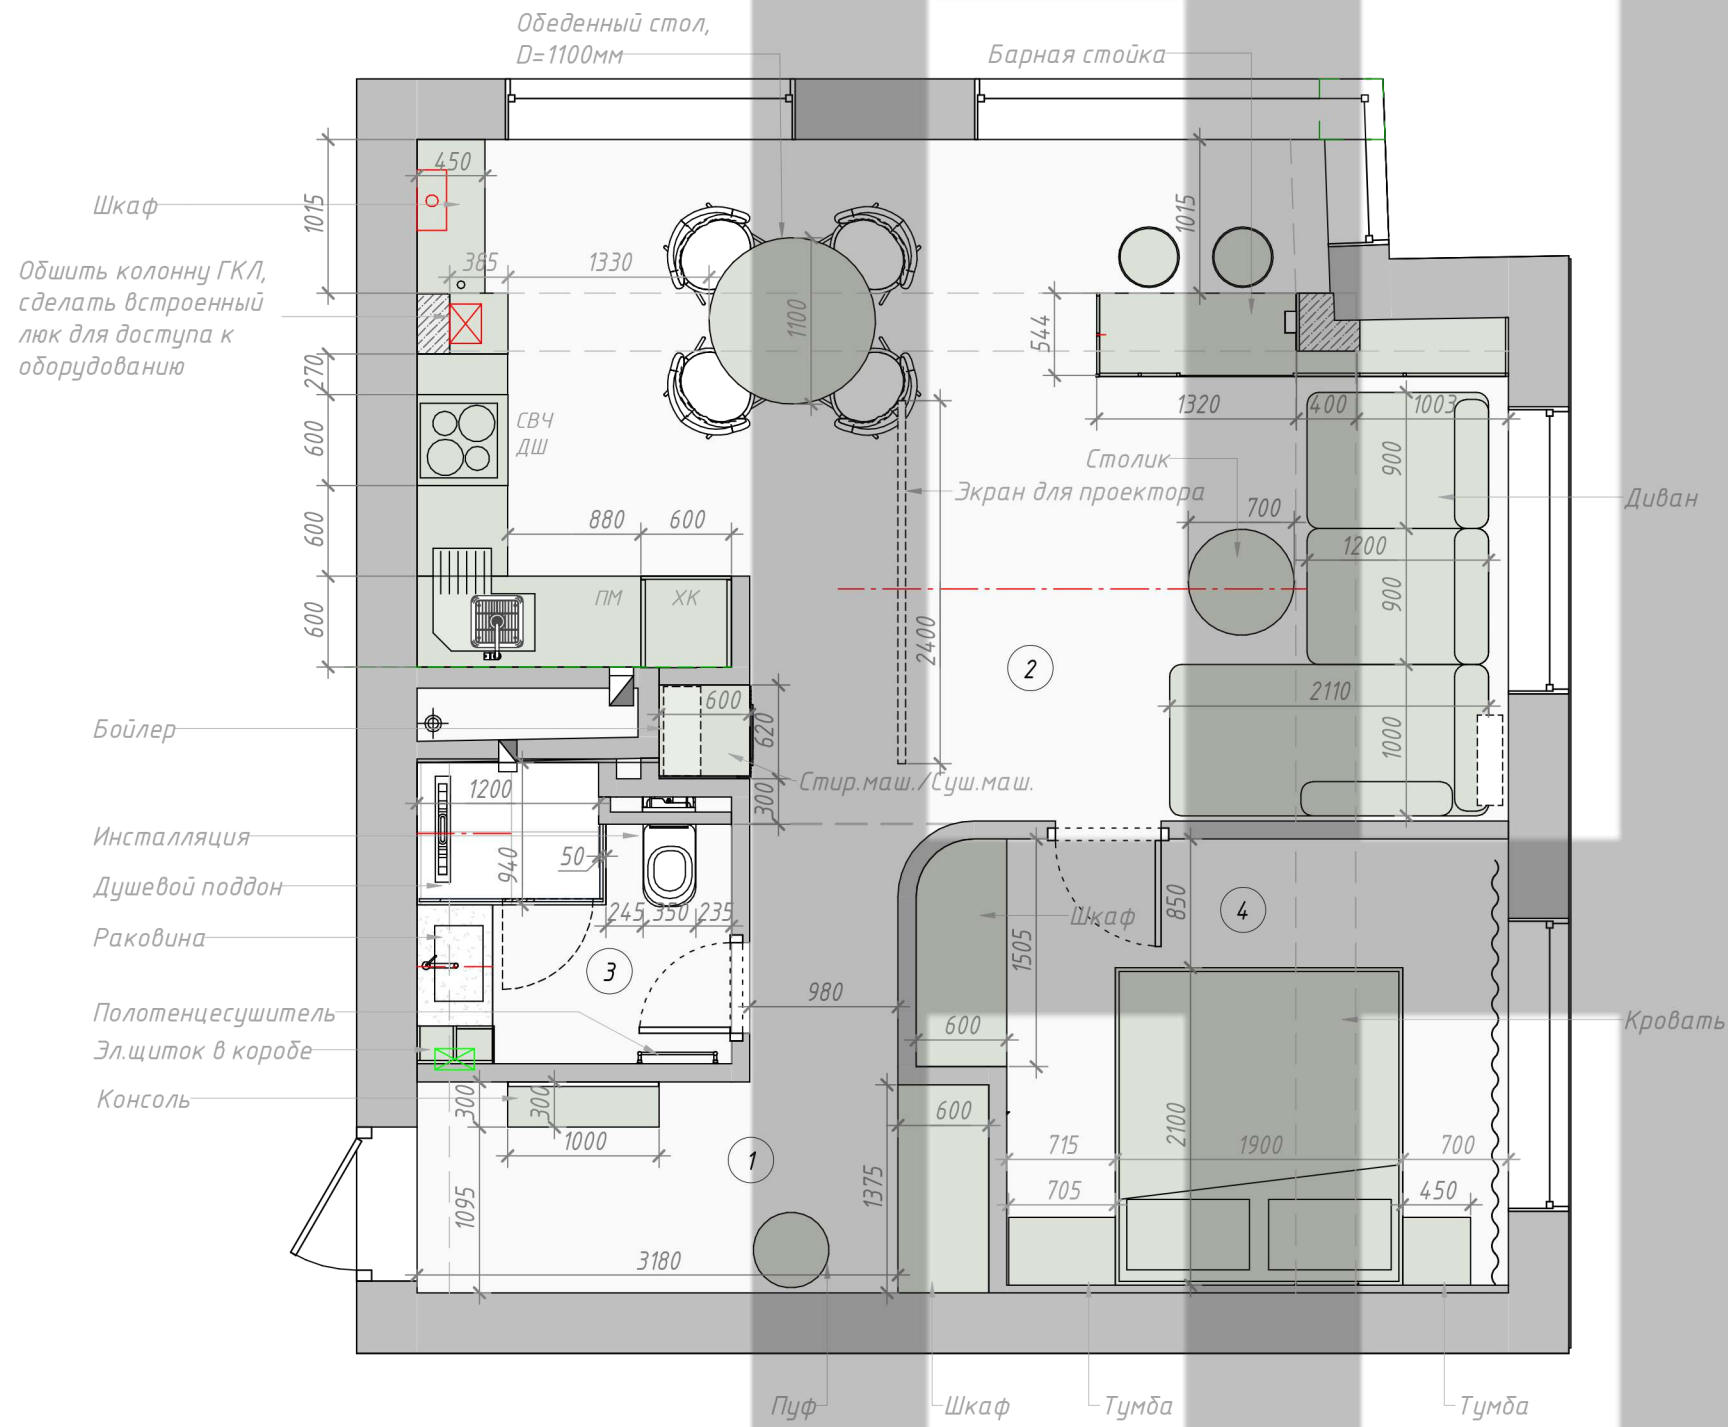 Обеденный стол,
D=1100мм
Барная стойка
450
1015
1015
Шкаф
Обшить колонну ГКЛ,
сделать встроенный
люк для доступа к
оборудованию
385
1330
1100
544
270
1320
400
1003
600
СВЧ
ДШ
900
Столик
Экран для проектора
700
Диван
600
880
600
1200
600
ПМ
ХК
900
2400
2
2110
600
620
1000
Бойлер
Стир.маш./Суш.маш.
300
1200
Инсталляция
50
940
Душевой поддон
850
4
245
350
235
Шкаф
Раковина
1505
3
980
Полотенцесушитель
600
Кровать
Эл.щиток в коробе
Консоль
300
300
600
2100
1000
1
715
1900
700
1375
705
450
1095
3180
Пуф
Шкаф
Тумба
Тумба